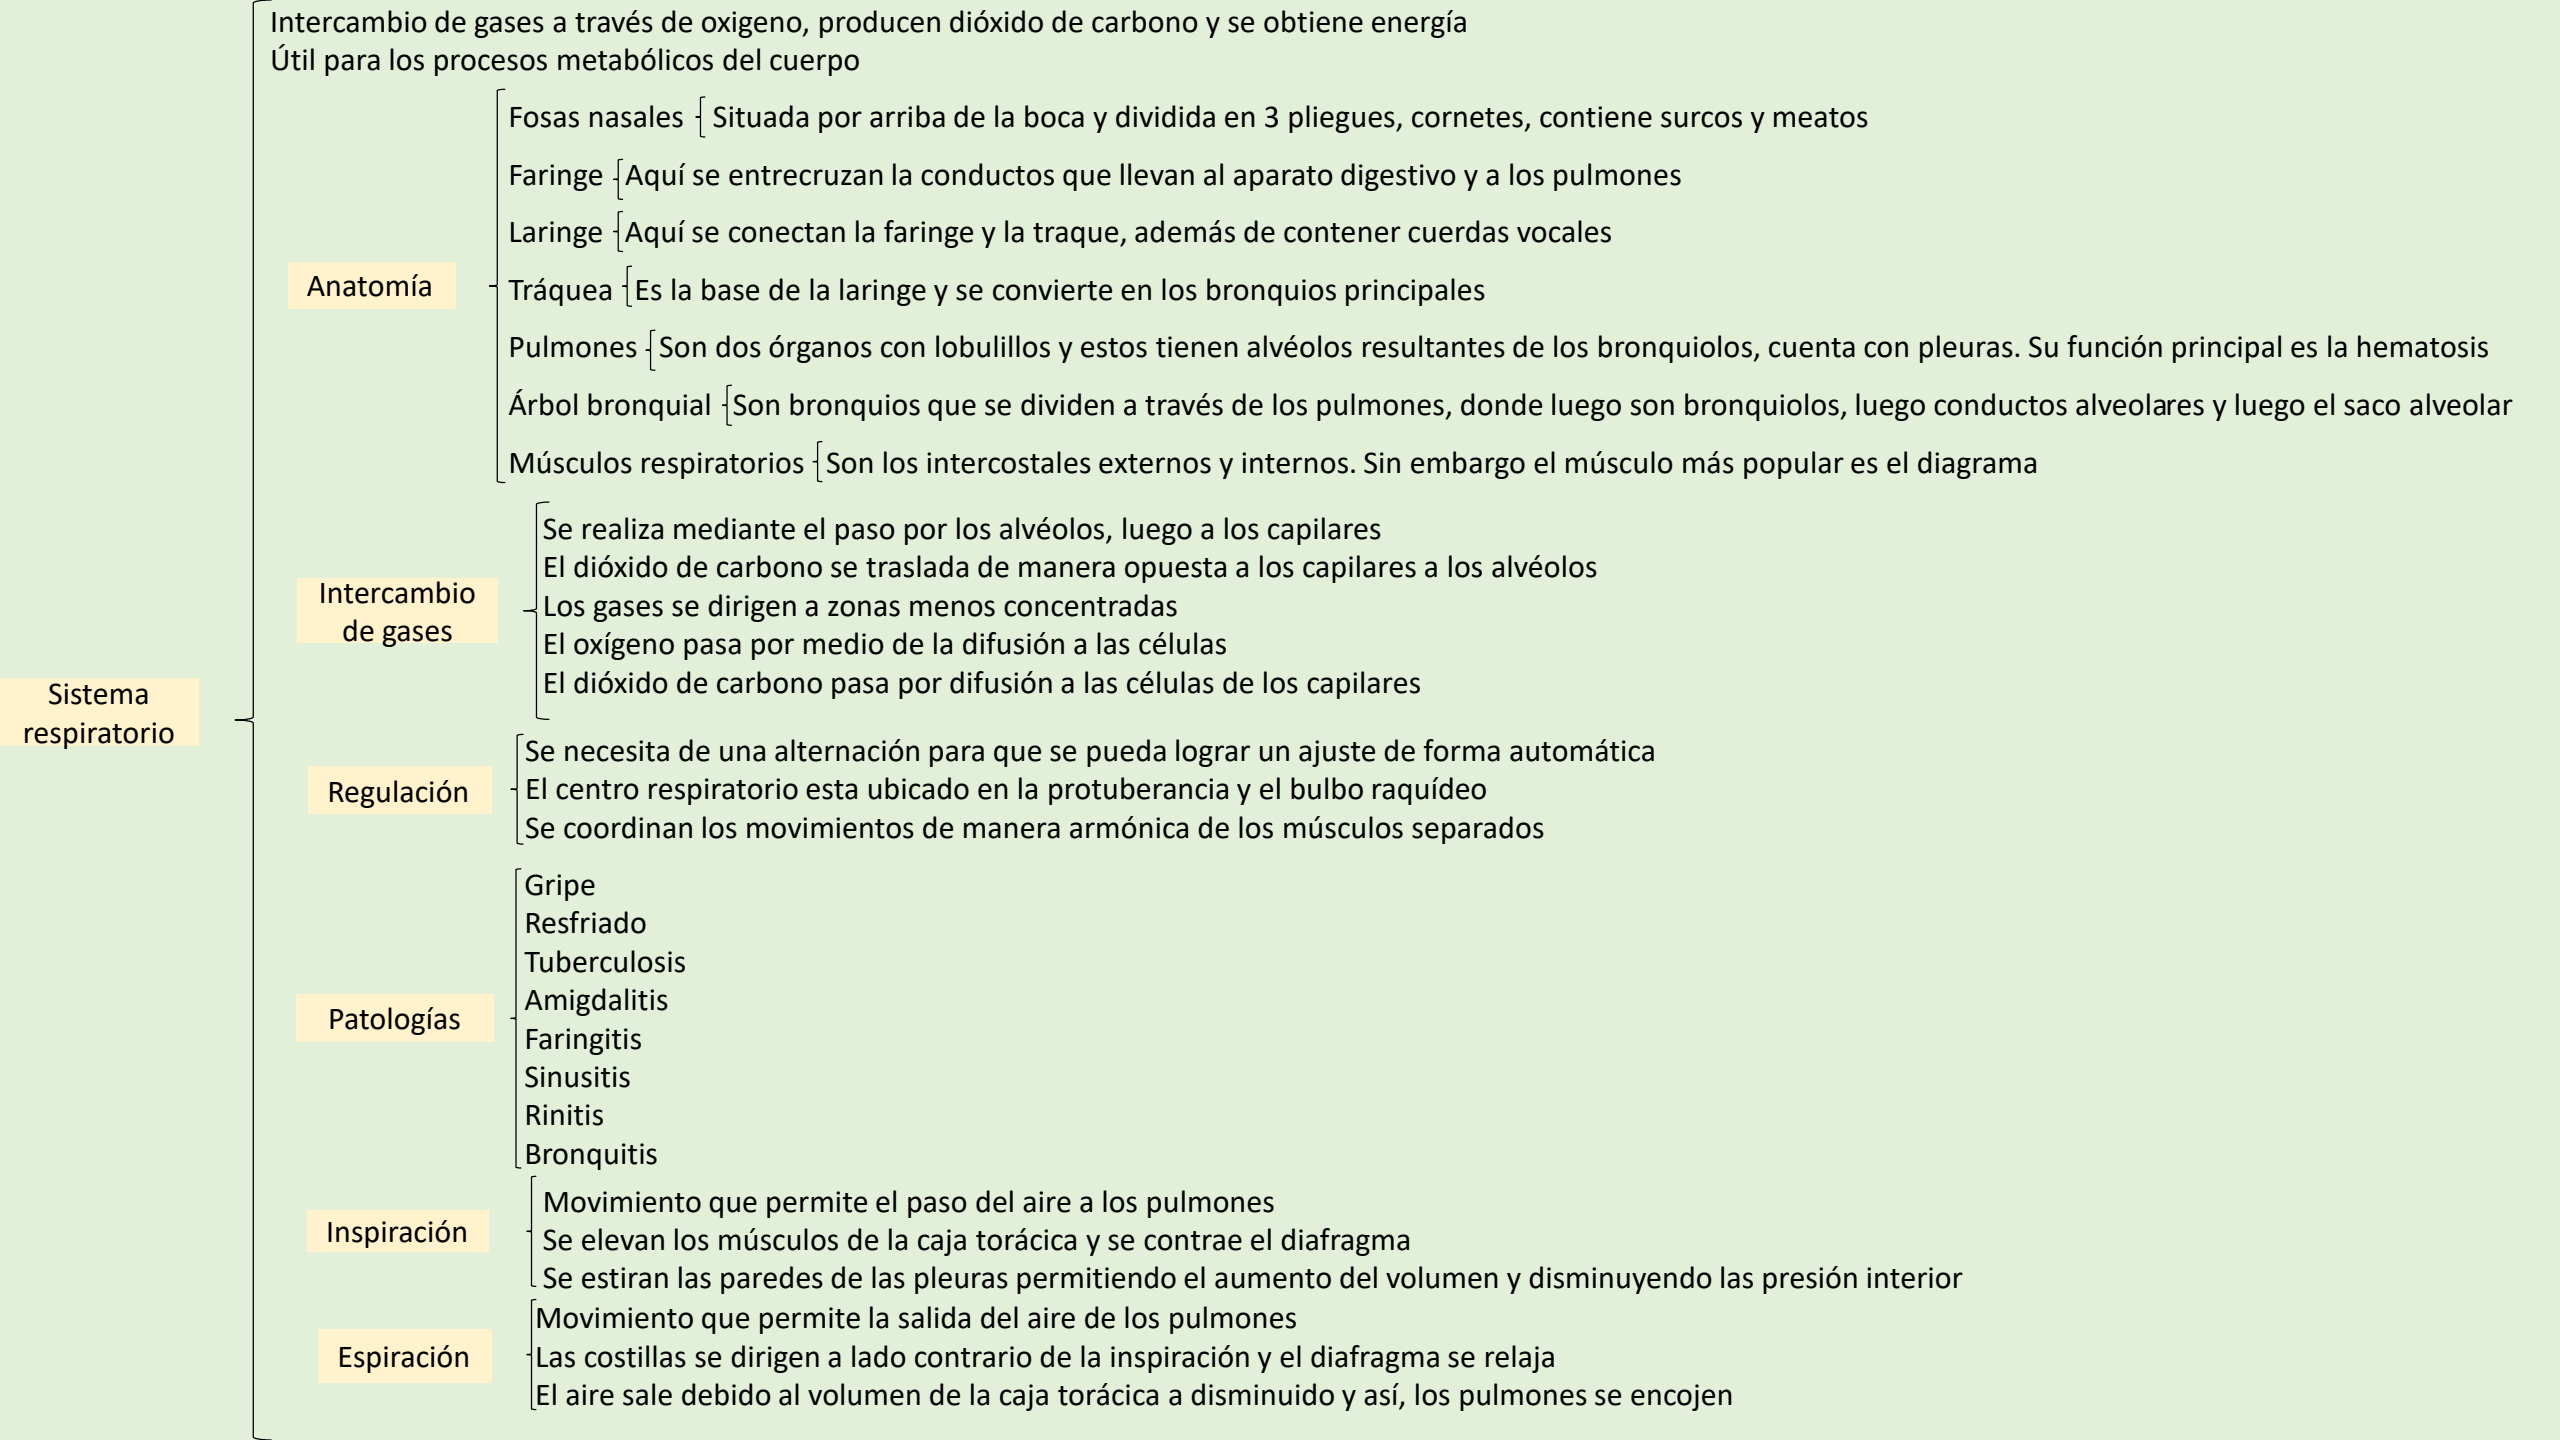 Intercambio de gases a través de oxigeno, producen dióxido de carbono y se obtiene energía
Útil para los procesos metabólicos del cuerpo
Fosas nasales
Situada por arriba de la boca y dividida en 3 pliegues, cornetes, contiene surcos y meatos
Faringe
Aquí se entrecruzan la conductos que llevan al aparato digestivo y a los pulmones
Laringe
Aquí se conectan la faringe y la traque, además de contener cuerdas vocales
Anatomía
Tráquea
Es la base de la laringe y se convierte en los bronquios principales
Pulmones
Son dos órganos con lobulillos y estos tienen alvéolos resultantes de los bronquiolos, cuenta con pleuras. Su función principal es la hematosis
Árbol bronquial
Son bronquios que se dividen a través de los pulmones, donde luego son bronquiolos, luego conductos alveolares y luego el saco alveolar
Músculos respiratorios
Son los intercostales externos y internos. Sin embargo el músculo más popular es el diagrama
Intercambio
de gases
Se realiza mediante el paso por los alvéolos, luego a los capilares
El dióxido de carbono se traslada de manera opuesta a los capilares a los alvéolos
Los gases se dirigen a zonas menos concentradas
El oxígeno pasa por medio de la difusión a las células
El dióxido de carbono pasa por difusión a las células de los capilares
Sistema
respiratorio
Regulación
Se necesita de una alternación para que se pueda lograr un ajuste de forma automática
El centro respiratorio esta ubicado en la protuberancia y el bulbo raquídeo
Se coordinan los movimientos de manera armónica de los músculos separados
Patologías
Gripe
Resfriado
Tuberculosis
Amigdalitis
Faringitis
Sinusitis
Rinitis
Bronquitis
Inspiración
Movimiento que permite el paso del aire a los pulmones
Se elevan los músculos de la caja torácica y se contrae el diafragma
Se estiran las paredes de las pleuras permitiendo el aumento del volumen y disminuyendo las presión interior
Espiración
Movimiento que permite la salida del aire de los pulmones
Las costillas se dirigen a lado contrario de la inspiración y el diafragma se relaja
El aire sale debido al volumen de la caja torácica a disminuido y así, los pulmones se encojen